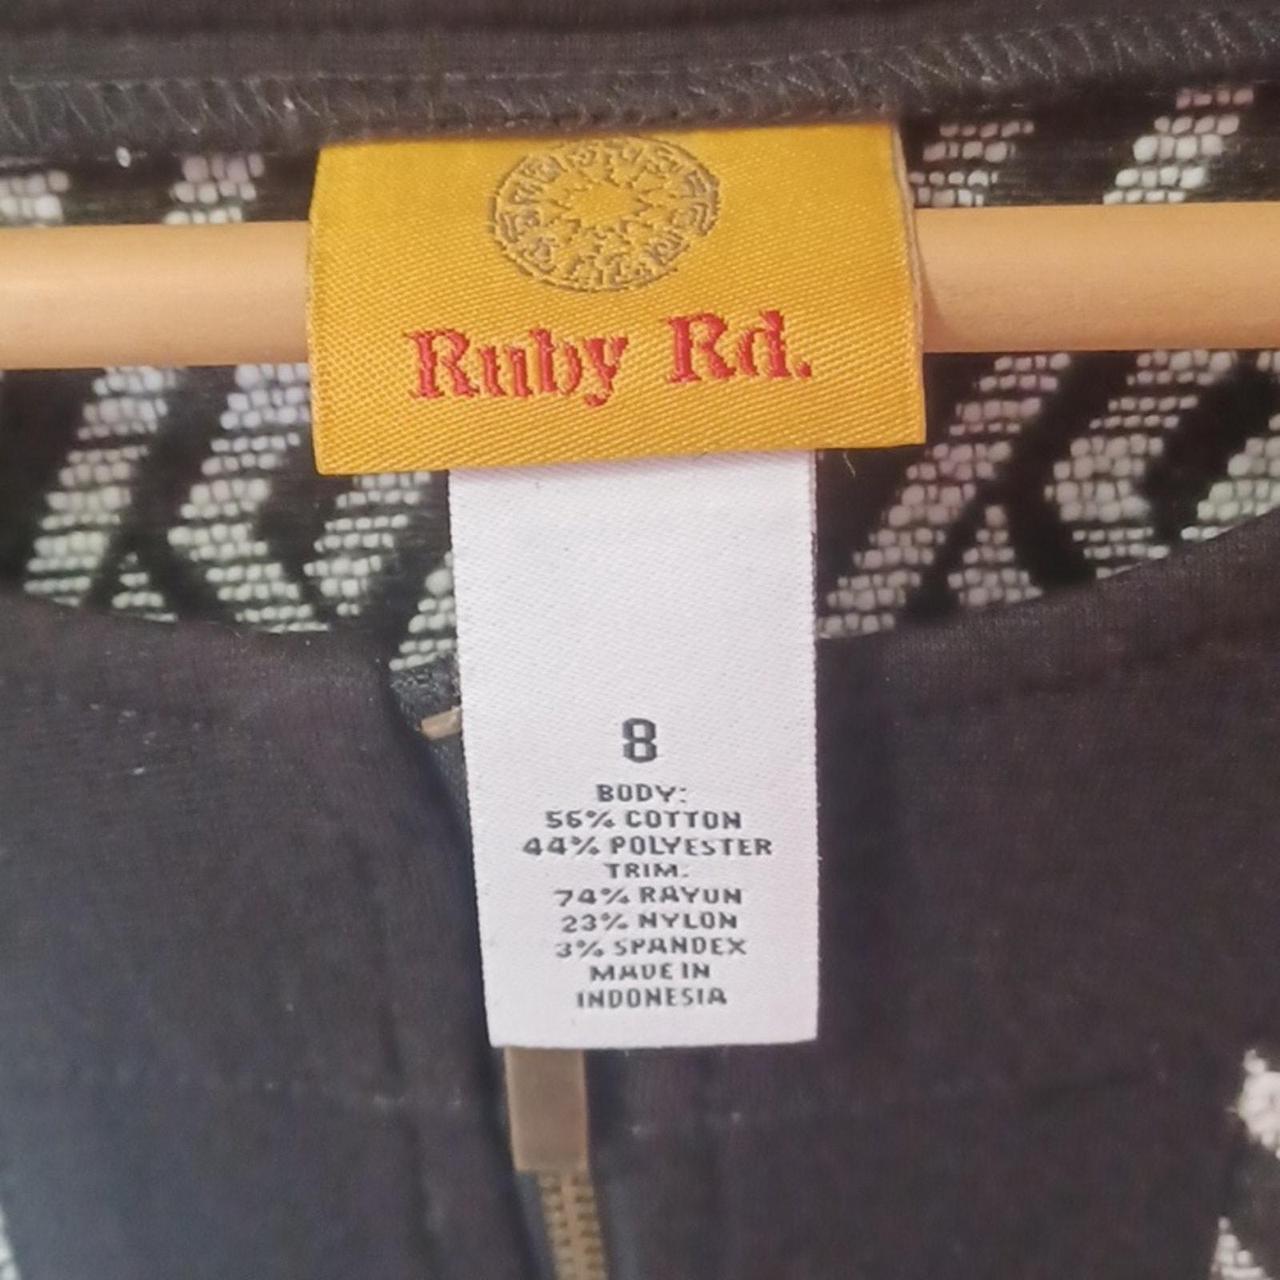 Ruby Rd.
8
BODY:
56% COTTON
44% POLYESTER
TRIM:
74% RAYON
23% NYLON
3% SPANDEX
MADE IN
INDONESIA